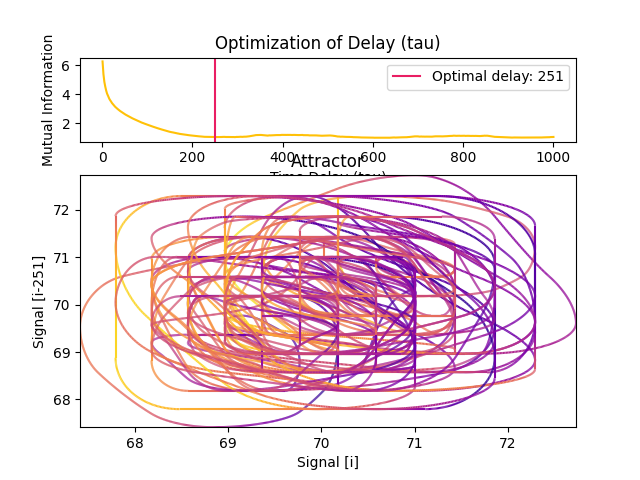 Optimization of Delay (tau)
Mutual Information
6
4
2
Optimal delay: 251
0 200 400 600 800 1000
Time Delay (tau)
Attractor
Signal [i-251]
72
71
70
69
68
68 69 70 71 72
Signal [i]